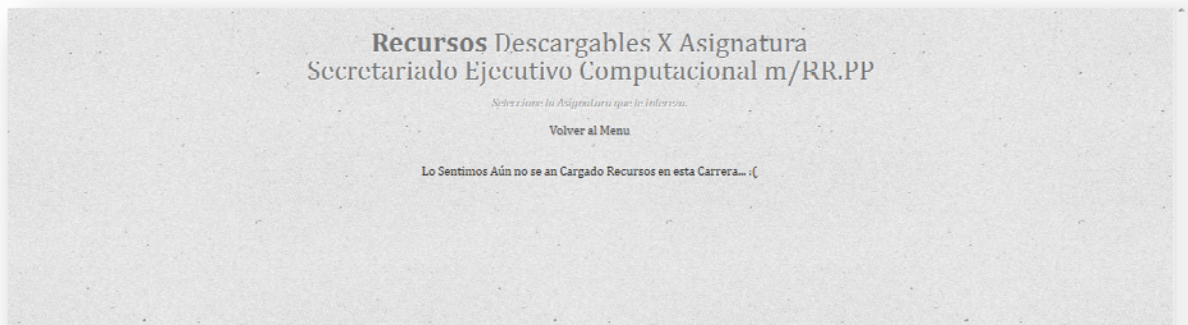 Recursos Descargables X Asignatura
Secretariado Ejecutivo Computacional m/RR.PP
Seleccione la Asignatura que le interesa.
Volver al Menu
Lo Sentimos Aún no se an Cargado Recursos en esta Carrera... :(